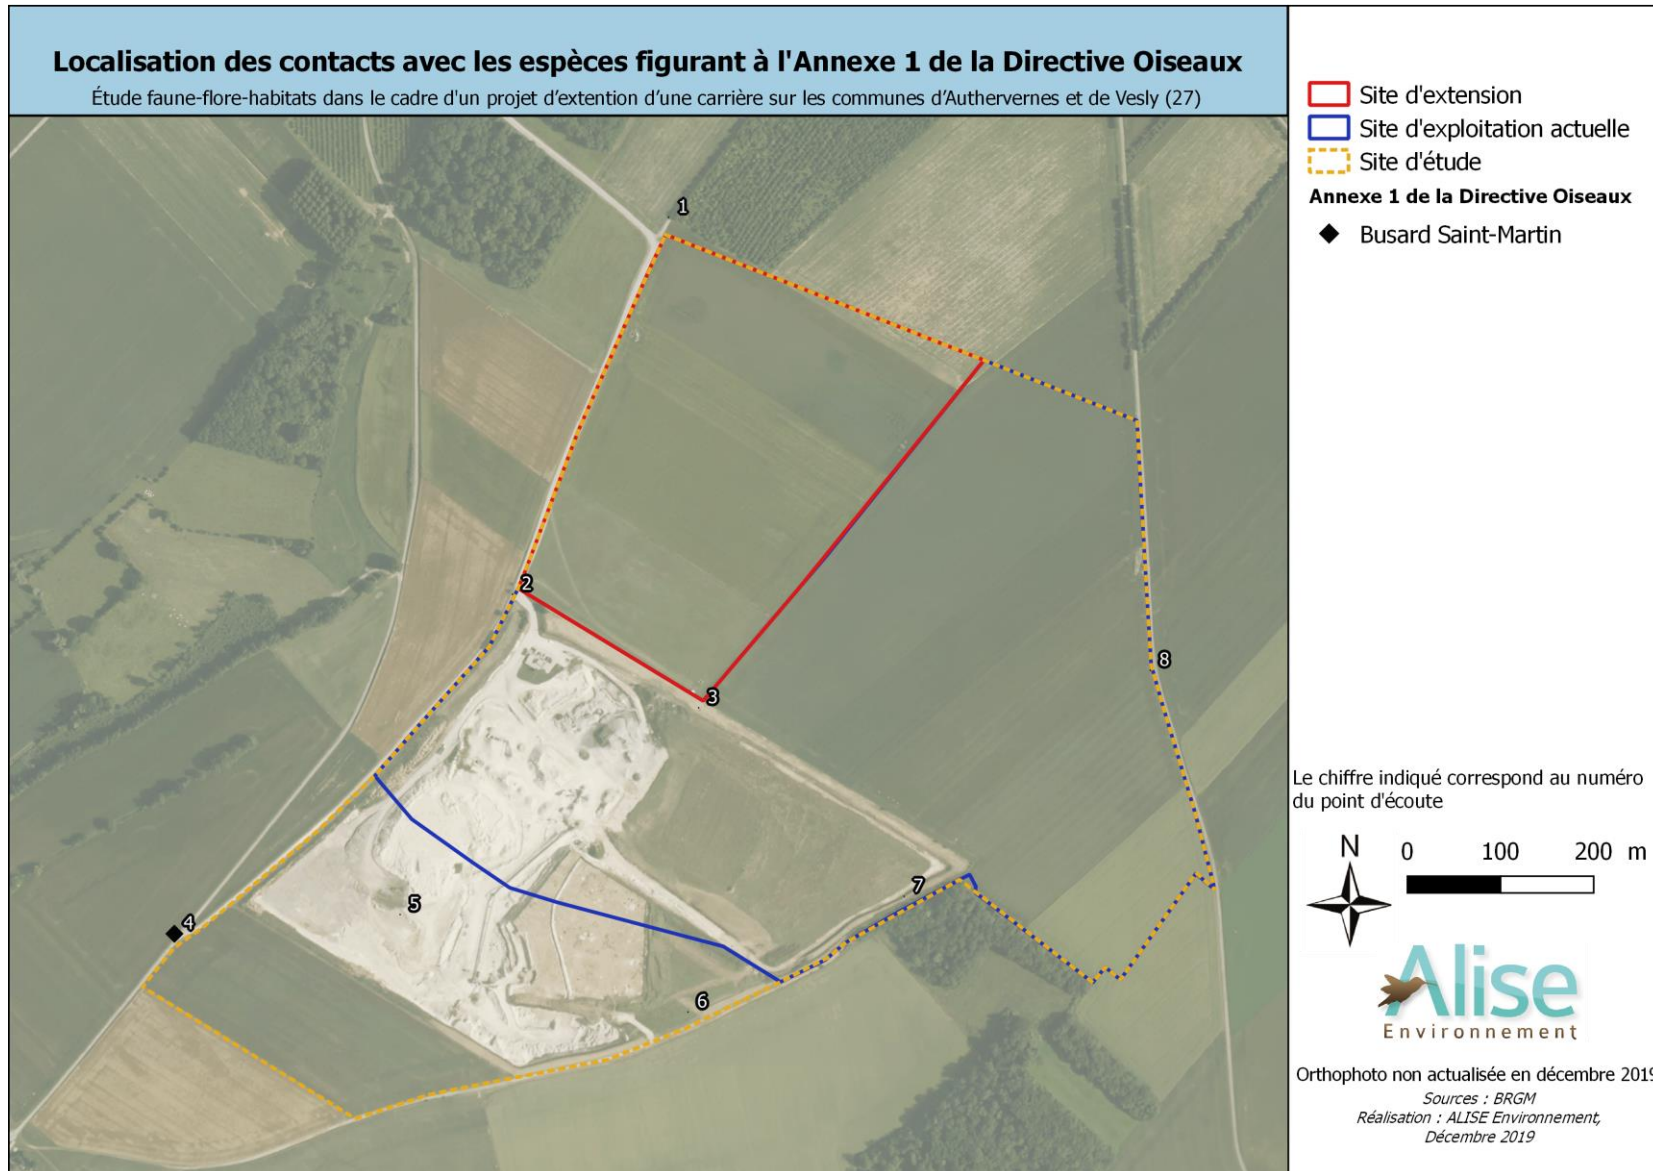 Localisation des contacts avec les espèces figurant à l'Annexe 1 de la Directive Oiseaux
Étude faune-flore-habitats dans le cadre d'un projet d'extention d'une carrière sur les communes d'Authervernes et de Vesly (27)
Site d'extension
Site d'exploitation actuelle
Site d'étude
Annexe 1 de la Directive Oiseaux
Busard Saint-Martin
1
2
3
4
5
6
7
8
Le chiffre indiqué correspond au numéro
du point d'écoute
N
0 100 200 m
Alise
Environnement
Orthophoto non actualisée en décembre 2019
Sources : BRGM
Réalisation : ALISE Environnement,
Décembre 2019